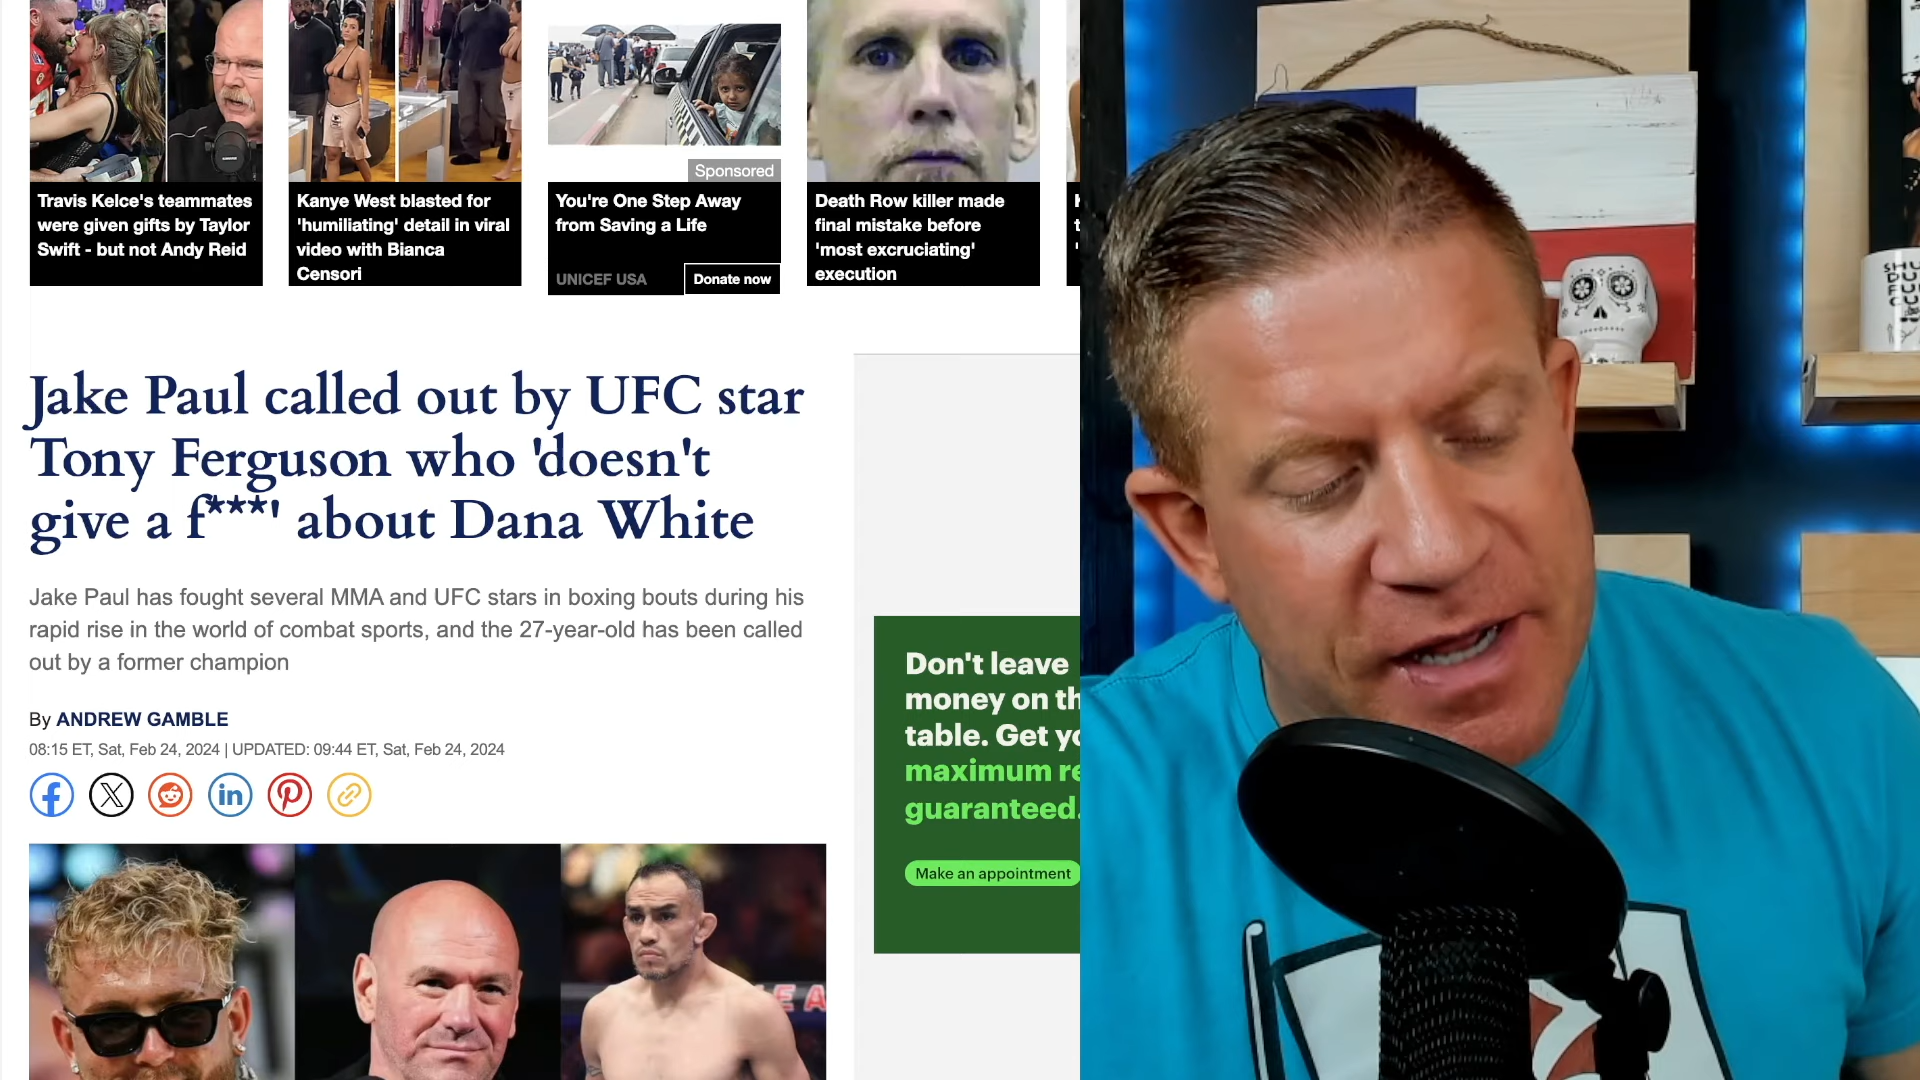 Travis Kelce's teammates
were given gifts by Taylor
Swift - but not Andy Reid
Kanye West blasted for
'humiliating' detail in viral
video with Bianca
Censori
Sponsored
You're One Step Away
from Saving a Life
UNICEF USA
Donate now
Death Row killer made
final mistake before
'most excruciating'
execution
Jake Paul called out by UFC star
Tony Ferguson who 'doesn't
give a f***' about Dana White
Jake Paul has fought several MMA and UFC stars in boxing bouts during his
rapid rise in the world of combat sports, and the 27-year-old has been called
out by a former champion
By ANDREW GAMBLE
08:15 ET, Sat, Feb 24, 2024 | UPDATED: 09:44 ET, Sat, Feb 24, 2024
Don't leave
money on th
table. Get yo
maximum re
guaranteed.
Make an appointment